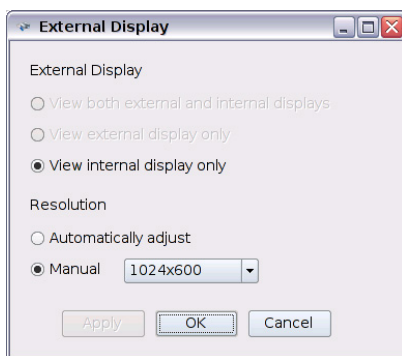 External Display
External Display
View both external and internal displays
View external display only
View internal display only
Resolution
Automatically adjust
Manual 1024x600
Apply OK Cancel